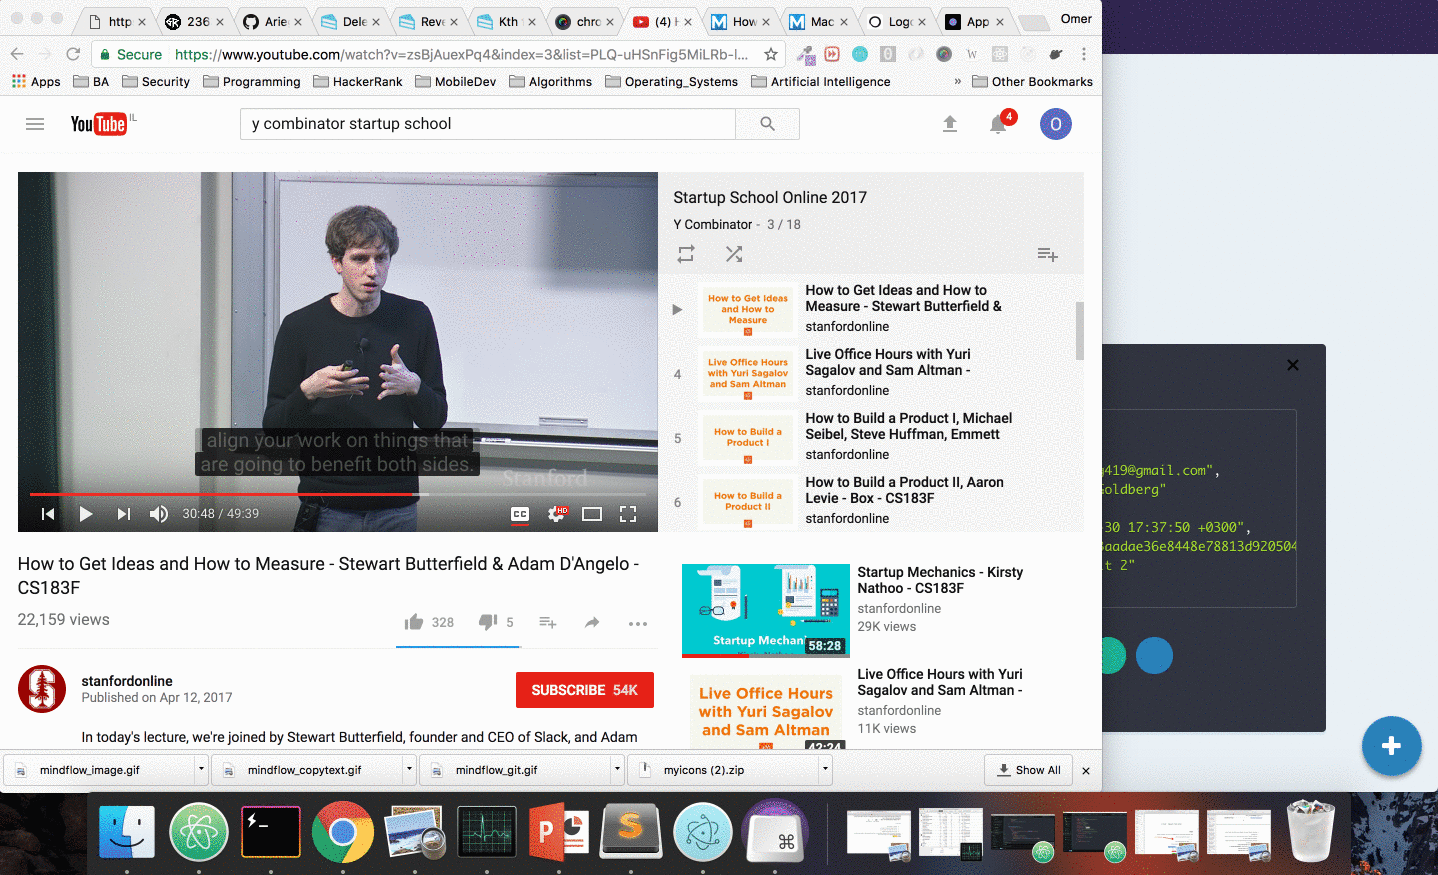 http
236
Arie
Dele
Reve
Kth
chro
(4) H
How
Mac
Logo
App
Omer
Secure
https://www.youtube.com/watch?v=zsBjAuexPq4&index=3&list=PLQ-uHSnFig5MiLRb-l...
Apps
BA
Security
Programming
HackerRank
MobileDev
Algorithms
Operating_Systems
Artificial Intelligence
»
Other Bookmarks
YouTube IL
y combinator startup school
4
O
align your work on things that
are going to benefit both sides.
Stanford
30:48 / 49:39
CC
HD
Startup School Online 2017
Y Combinator - 3 / 18
How to Get Ideas
and How to
Measure
How to Get Ideas and How to
Measure - Stewart Butterfield &
stanfordonline
4
Live Office Hours
with Yuri Sagalov
and Sam Altman
Live Office Hours with Yuri
Sagalov and Sam Altman -
stanfordonline
5
How to Build a
Product I
How to Build a Product I, Michael
Seibel, Steve Huffman, Emmett
stanfordonline
6
How to Build a
Product II
How to Build a Product II, Aaron
Levie - Box - CS183F
stanfordonline
How to Get Ideas and How to Measure - Stewart Butterfield & Adam D'Angelo -
CS183F
22,159 views
328
5
stanfordonline
Published on Apr 12, 2017
SUBSCRIBE 54K
In today's lecture, we're joined by Stewart Butterfield, founder and CEO of Slack, and Adam
Startup Mechani
58:28
Startup Mechanics - Kirsty
Nathoo - CS183F
stanfordonline
29K views
Live Office Hours
with Yuri Sagalov
and Sam Altman
42:24
Live Office Hours with Yuri
Sagalov and Sam Altman -
stanfordonline
11K views
g419@gmail.com",
Goldberg"
30 17:37:50 +0300",
8aadae36e8448e78813d920504
it 2"
mindflow_image.gif
mindflow_copytext.gif
mindflow_git.gif
myicons (2).zip
Show All